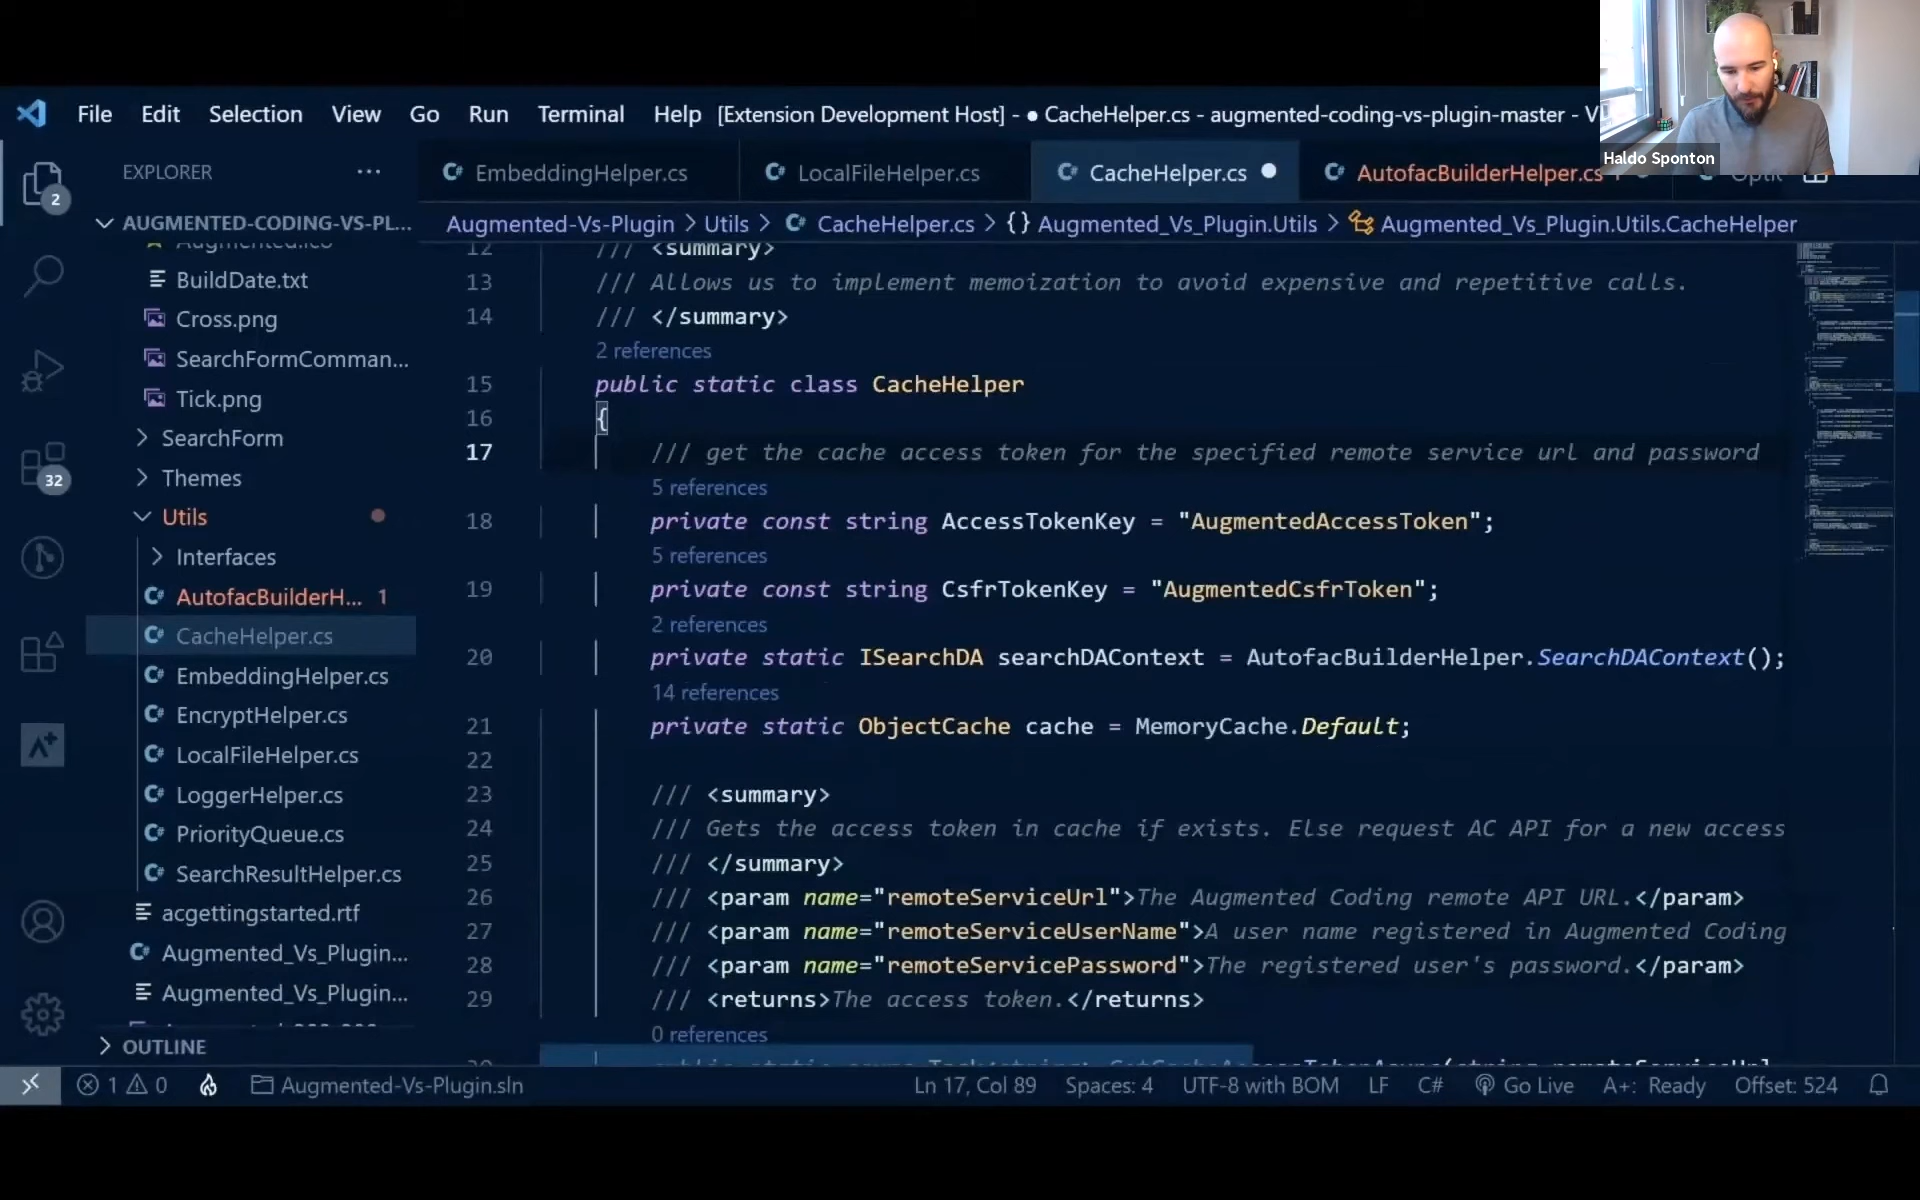 Haldo Sponton
File Edit Selection View Go Run Terminal Help [Extension Development Host] - ● CacheHelper.cs - augmented-coding-vs-plugin-master - V
EXPLORER ···
EmbeddingHelper.cs LocalFileHelper.cs CacheHelper.cs ● AutofacBuilderHelper.cs
AUGMENTED-CODING-VS-PL...
Augmented-Vs-Plugin > Utils > CacheHelper.cs > {} Augmented_Vs_Plugin.Utils > Augmented_Vs_Plugin.Utils.CacheHelper
2
32
Augmented.ico
BuildDate.txt
Cross.png
SearchFormComman...
Tick.png
SearchForm
Themes
Utils
Interfaces
AutofacBuilderH... 1
CacheHelper.cs
EmbeddingHelper.cs
EncryptHelper.cs
LocalFileHelper.cs
LoggerHelper.cs
PriorityQueue.cs
SearchResultHelper.cs
acgettingstarted.rtf
Augmented_Vs_Plugin...
Augmented_Vs_Plugin...
OUTLINE
12 /// <summary>
13 /// Allows us to implement memoization to avoid expensive and repetitive calls.
14 /// </summary>
2 references
15 public static class CacheHelper
16 {
17 /// get the cache access token for the specified remote service url and password
5 references
18 private const string AccessTokenKey = "AugmentedAccessToken";
5 references
19 private const string CsfrTokenKey = "AugmentedCsfrToken";
2 references
20 private static ISearchDA searchDAContext = AutofacBuilderHelper.SearchDAContext();
14 references
21 private static ObjectCache cache = MemoryCache.Default;
22
23 /// <summary>
24 /// Gets the access token in cache if exists. Else request AC API for a new access
25 /// </summary>
26 /// <param name="remoteServiceUrl">The Augmented Coding remote API URL.</param>
27 /// <param name="remoteServiceUserName">A user name registered in Augmented Coding
28 /// <param name="remoteServicePassword">The registered user's password.</param>
29 /// <returns>The access token.</returns>
0 references
1 0 Augmented-Vs-Plugin.sln Ln 17, Col 89 Spaces: 4 UTF-8 with BOM LF C# Go Live A+: Ready Offset: 524